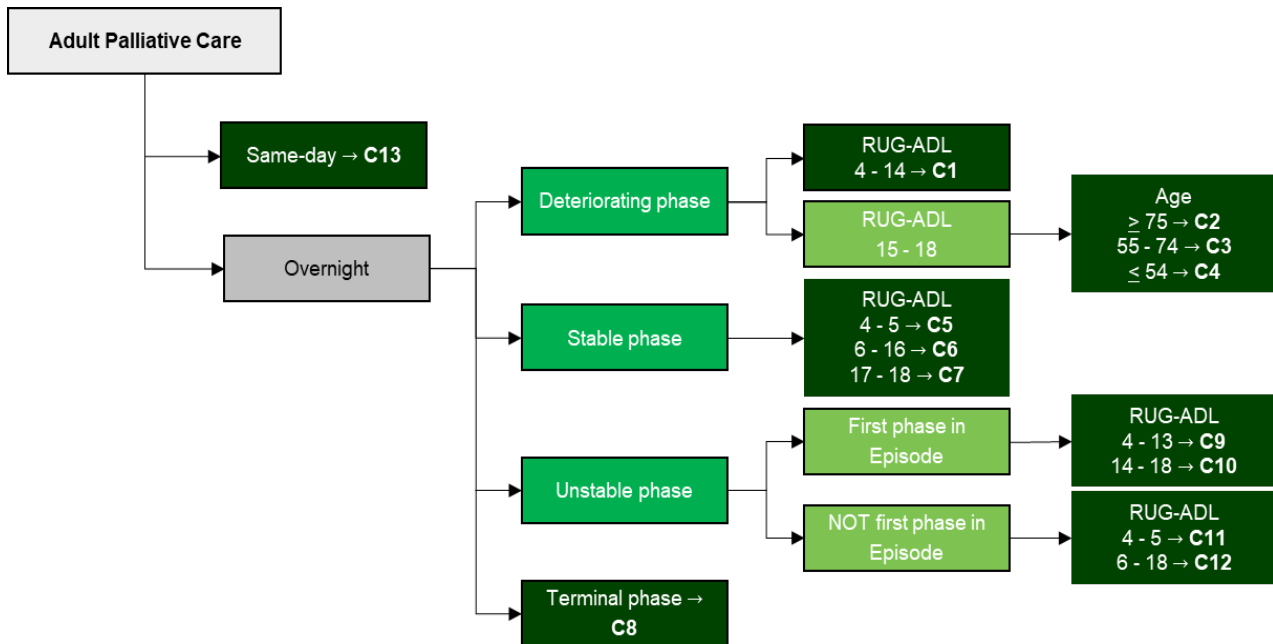 Adult Palliative Care
Same-day → C13
Overnight
Deteriorating phase
RUG-ADL
4 - 14 → C1
RUG-ADL
15 - 18
Age
≥ 75 → C2
55 - 74 → C3
≤ 54 → C4
Stable phase
RUG-ADL
4 - 5 → C5
6 - 16 → C6
17 - 18 → C7
Unstable phase
First phase in
Episode
RUG-ADL
4 - 13 → C9
14 - 18 → C10
NOT first phase in
Episode
RUG-ADL
4 - 5 → C11
6 - 18 → C12
Terminal phase →
C8